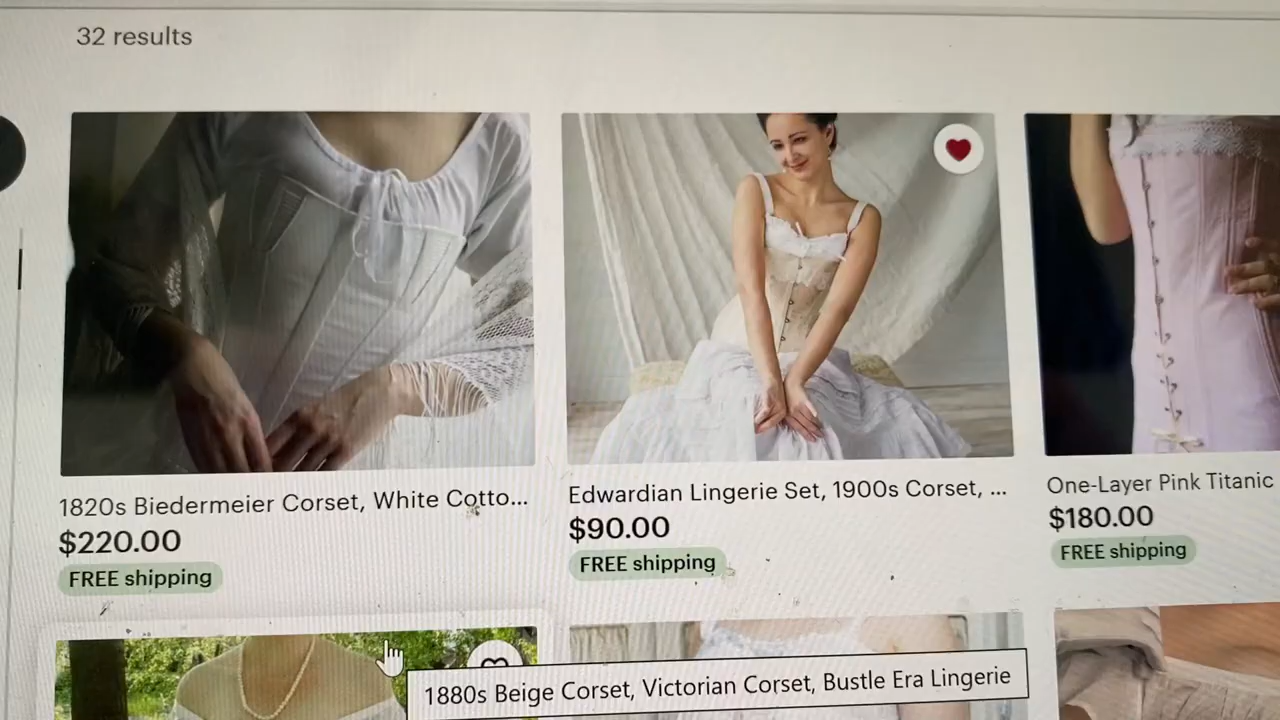 32 results
1820s Biedermeier Corset, White Cotto...
$220.00
FREE shipping
Edwardian Lingerie Set, 1900s Corset, ...
$90.00
FREE shipping
One-Layer Pink Titanic
$180.00
FREE shipping
1880s Beige Corset, Victorian Corset, Bustle Era Lingerie